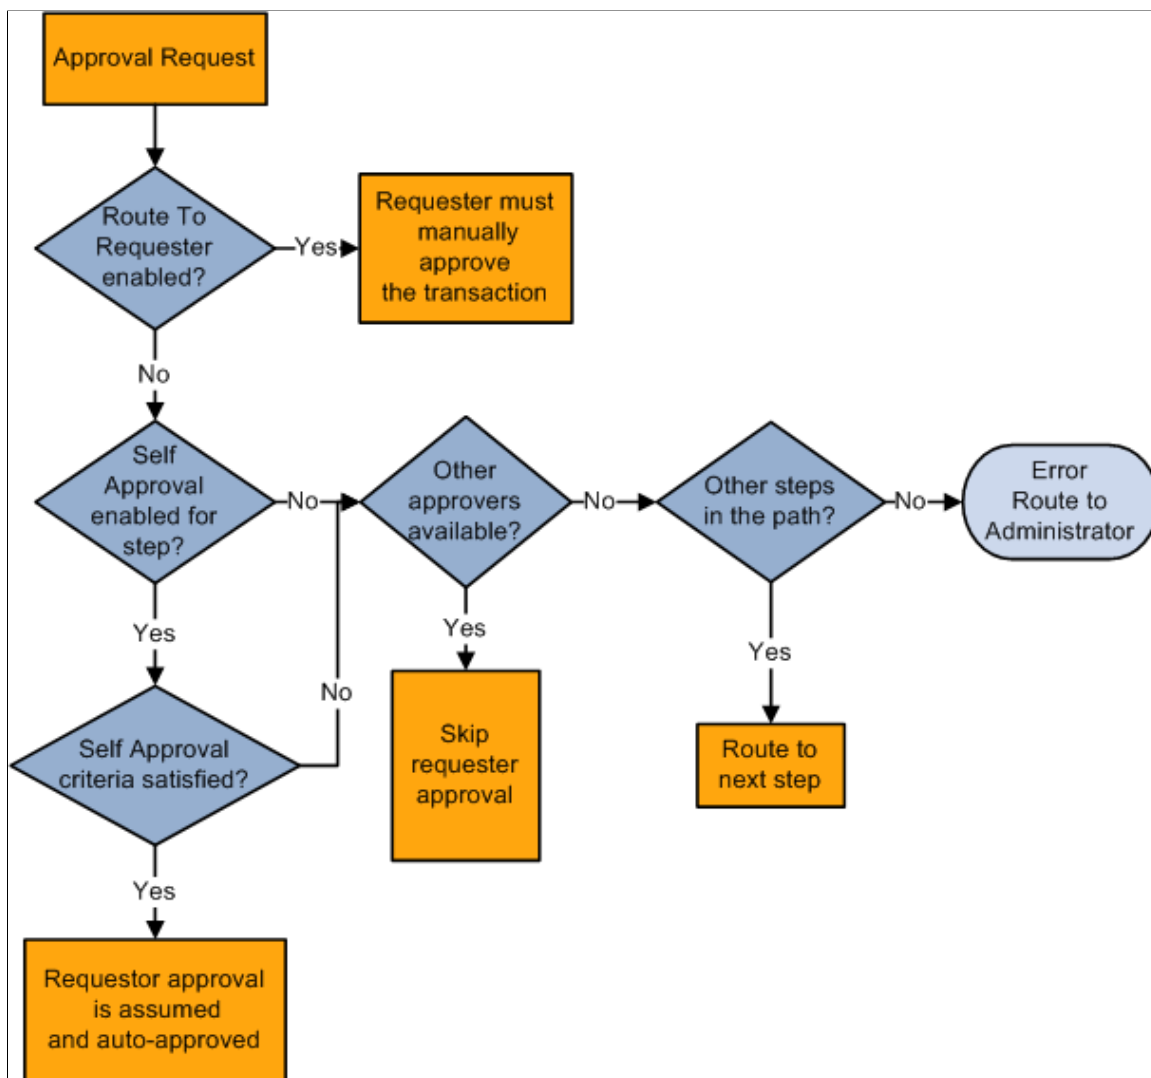 Approval Request
Route To
Requester
enabled?
Yes
Requester must
manually
approve
the transaction
No
Self
Approval
enabled for
step?
No
Other
approvers
available?
No
Other steps
in the path?
No
Error
Route to
Administrator
Yes
Yes
Yes
No
Self Approval
criteria satisfied?
Skip
requester
approval
Route to
next step
Yes
Requestor approval
is assumed
and auto-approved